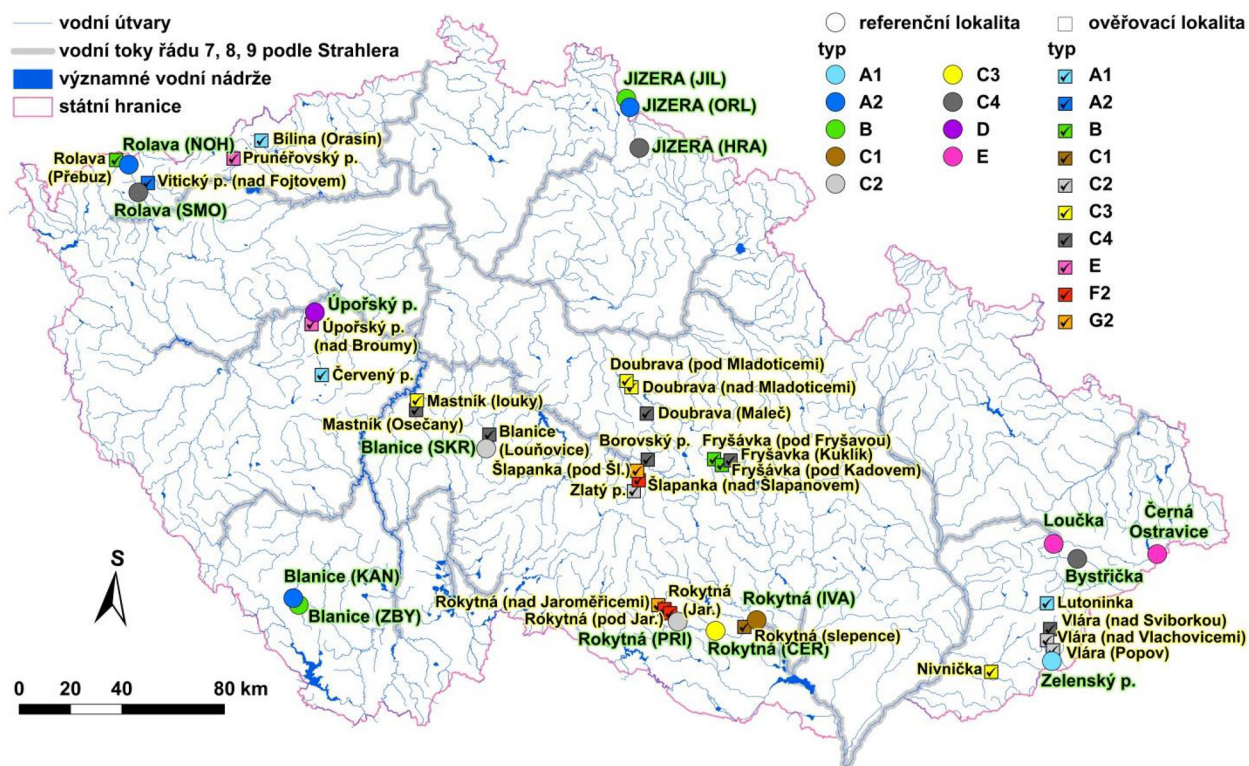 vodní útvary
vodní toky řádu 7, 8, 9 podle Strahlera
významné vodní nádrže
státní hranice
referenční lokalita
typ
A1
A2
B
C1
C2
C3
C4
D
E
ověřovací lokalita
typ
A1
A2
B
C1
C2
C3
C4
E
F2
G2
JIZERA (JIL)
JIZERA (ORL)
JIZERA (HRA)
Bílina (Orasín)
Rolava (NOH)
Prunéřovský p.
Rolava
(Přebuz)
Vitický p. (nad Fojtovem)
Rolava (SMO)
Úpořský p.
Úpořský p.
(nad Broumy)
Červený p.
Mastník (louky)
Mastník (Osečany)
Blanice
(Louňovice)
Blanice (SKR)
Doubrava (pod Mladoticemi)
Doubrava (nad Mladoticemi)
Doubrava (Maleč)
Borovský p.
Fryšávka (pod Fryšavou)
Fryšávka (Kuklík)
Fryšávka (pod Kadovem)
Šlapanka (pod Šl.)
Šlapanka (nad Šlapanovem)
Zlatý p.
Loučka
Černá
Ostravice
Bystřička
S
Blanice (KAN)
Blanice (ZBY)
Rokytná (nad Jaroměřicemi)
Rokytná
(Jar.)
Rokytná (pod Jar.)
Rokytná (PRI)
Rokytná (IVA)
Rokytná (slepence)
Rokytná (CER)
Lutoninka
Vlára (nad Sviborkou)
Vlára (nad Vlachovicemi)
Vlára (Popov)
Nivnička
Zelenský p.
0 20 40 80 km